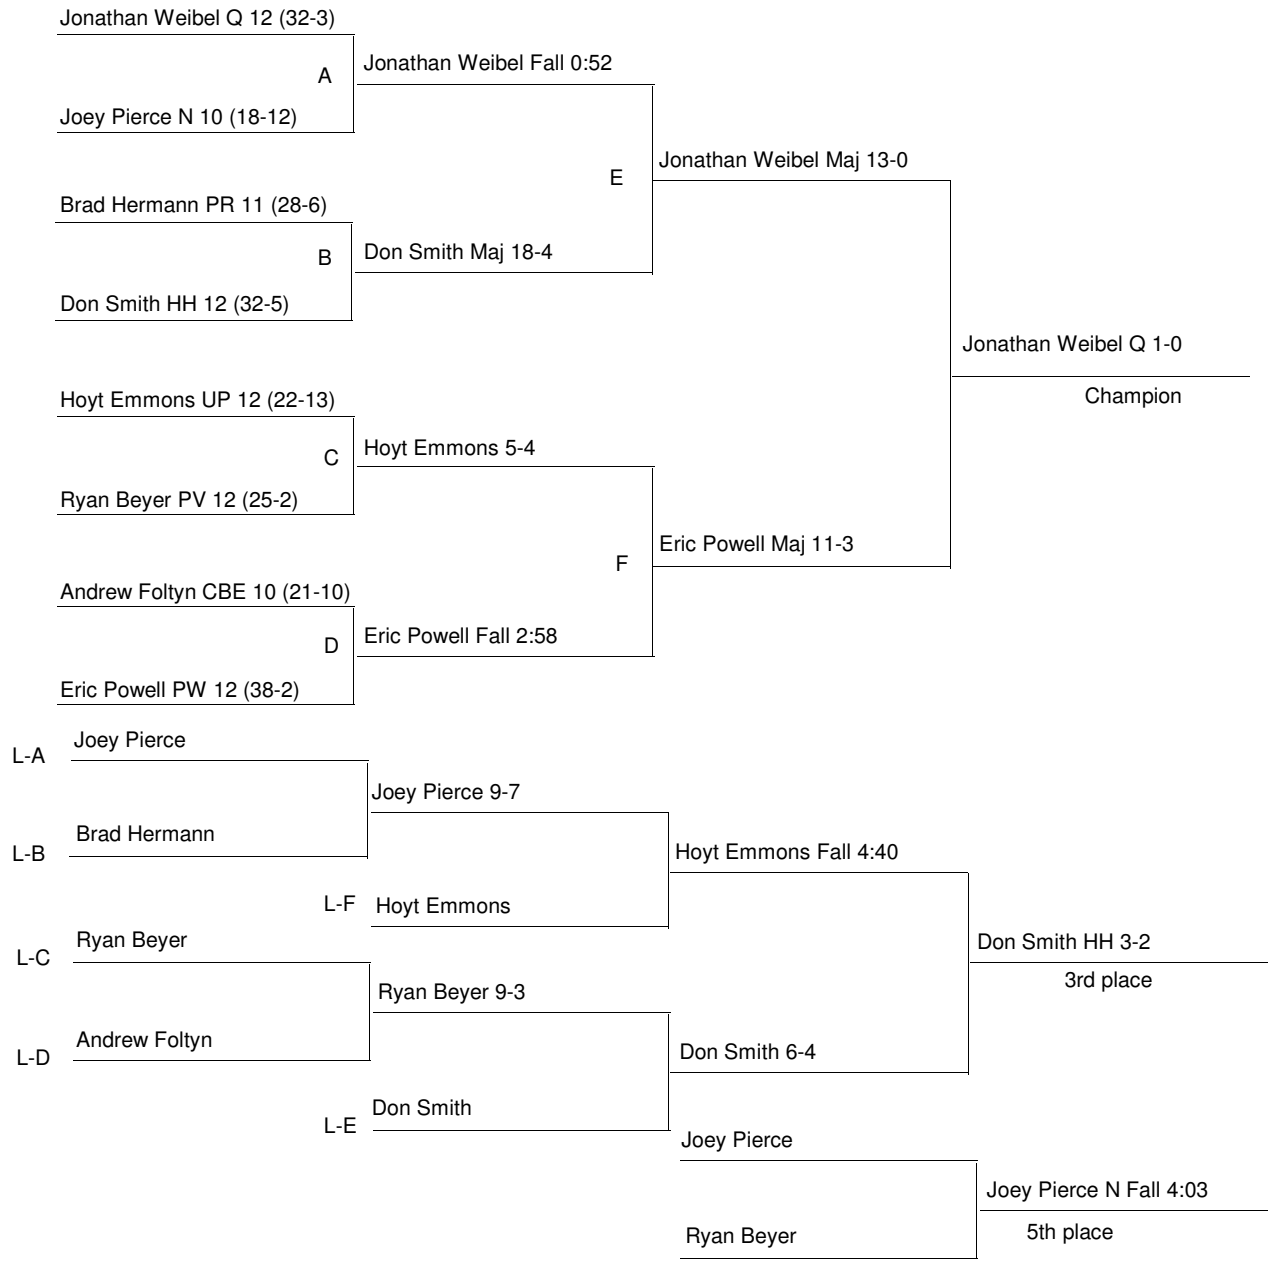 Jonathan Weibel Q 12 (32-3)
A
Jonathan Weibel Fall 0:52
Joey Pierce N 10 (18-12)
E
Jonathan Weibel Maj 13-0
Brad Hermann PR 11 (28-6)
B
Don Smith Maj 18-4
Don Smith HH 12 (32-5)
Jonathan Weibel Q 1-0
Champion
Hoyt Emmons UP 12 (22-13)
C
Hoyt Emmons 5-4
Ryan Beyer PV 12 (25-2)
F
Eric Powell Maj 11-3
Andrew Foltyn CBE 10 (21-10)
D
Eric Powell Fall 2:58
Eric Powell PW 12 (38-2)
L-A
Joey Pierce
Joey Pierce 9-7
L-B
Brad Hermann
Hoyt Emmons Fall 4:40
L-F
Hoyt Emmons
L-C
Ryan Beyer
Don Smith HH 3-2
3rd place
Ryan Beyer 9-3
L-D
Andrew Foltyn
Don Smith 6-4
L-E
Don Smith
Joey Pierce
Joey Pierce N Fall 4:03
5th place
Ryan Beyer